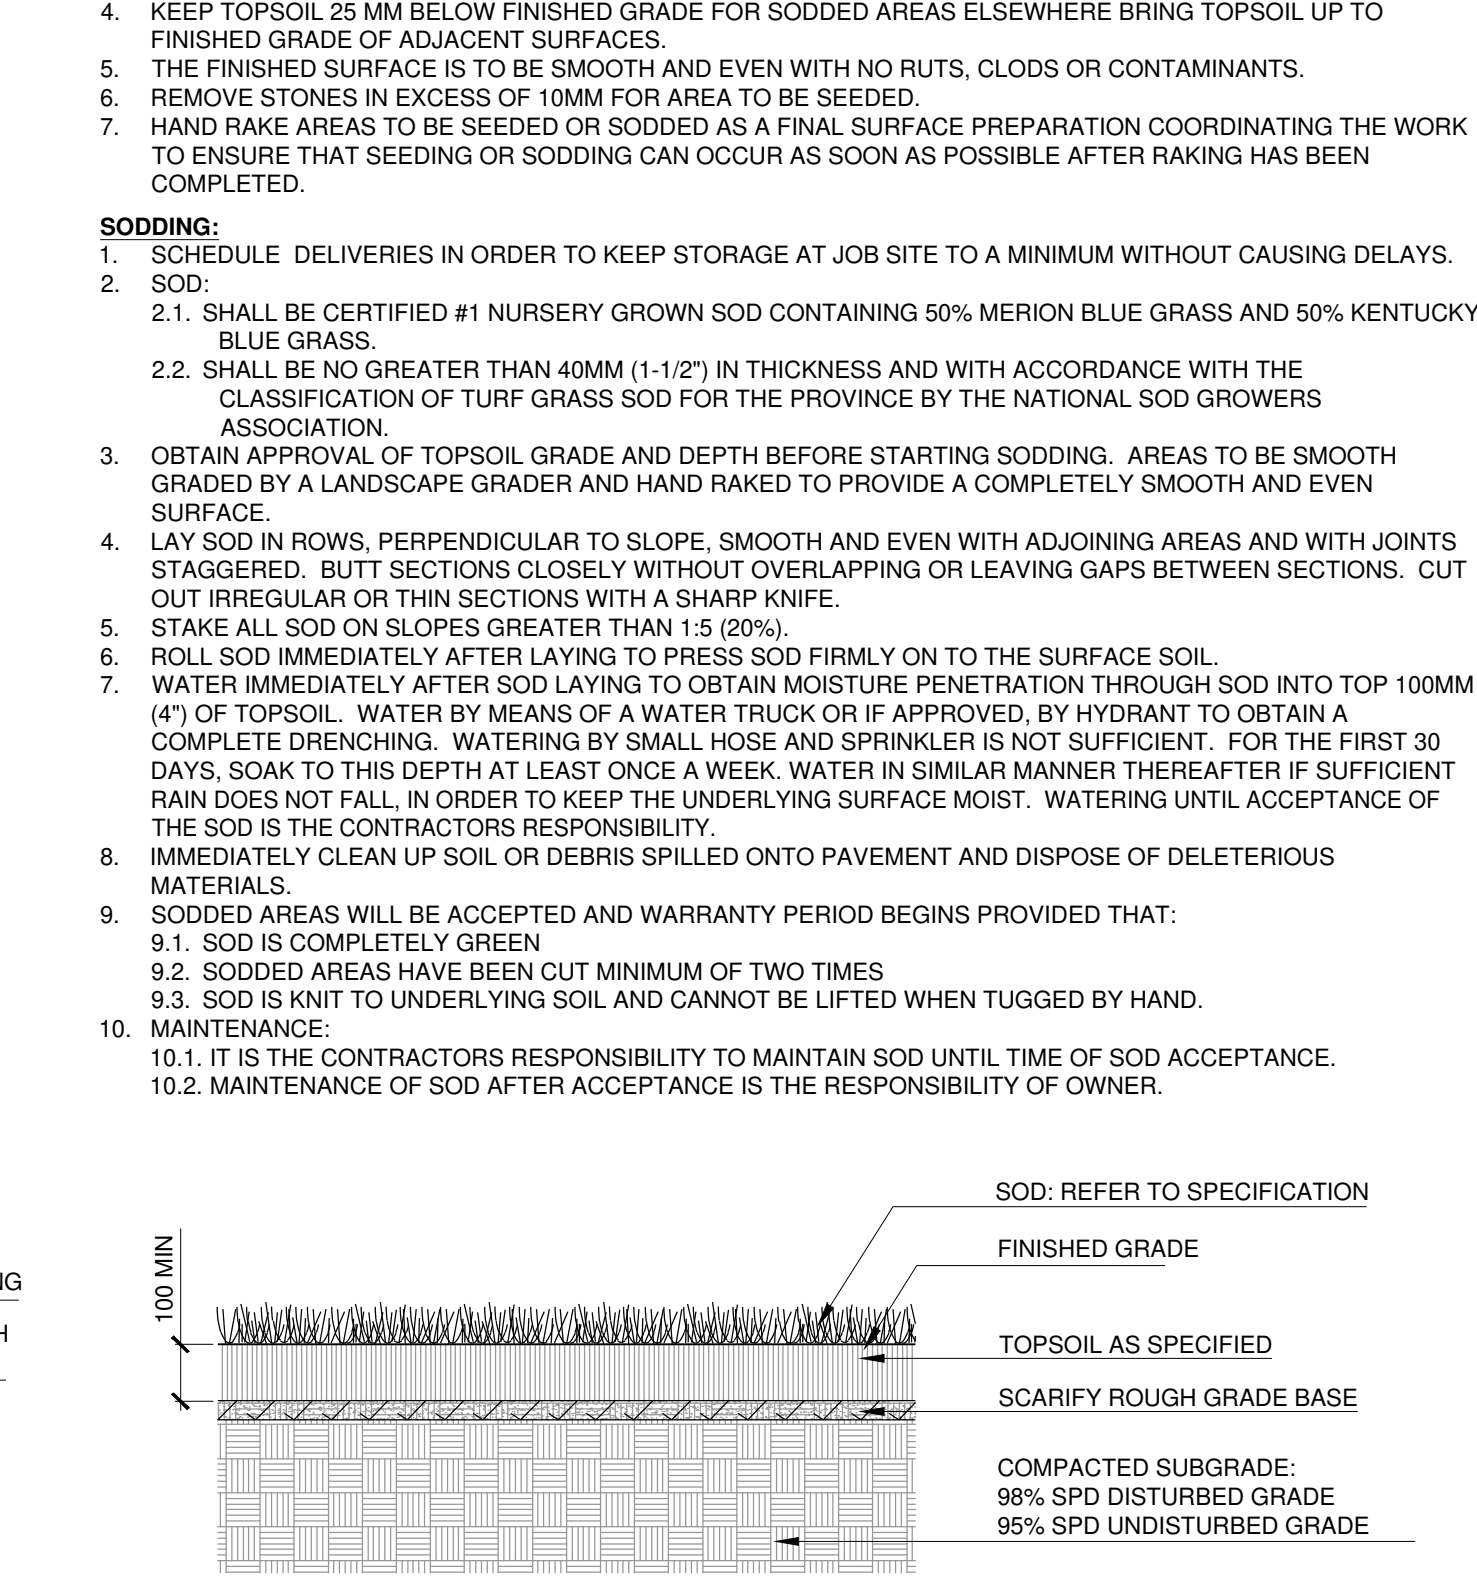 4. KEEP TOPSOIL 25 MM BELOW FINISHED GRADE FOR SODDED AREAS ELSEWHERE BRING TOPSOIL UP TO
FINISHED GRADE OF ADJACENT SURFACES.
5. THE FINISHED SURFACE IS TO BE SMOOTH AND EVEN WITH NO RUTS, CLODS OR CONTAMINANTS.
6. REMOVE STONES IN EXCESS OF 10MM FOR AREA TO BE SEEDED.
7. HAND RAKE AREAS TO BE SEEDED OR SODDED AS A FINAL SURFACE PREPARATION COORDINATING THE WORK
TO ENSURE THAT SEEDING OR SODDING CAN OCCUR AS SOON AS POSSIBLE AFTER RAKING HAS BEEN
COMPLETED.
SODDING:
1. SCHEDULE DELIVERIES IN ORDER TO KEEP STORAGE AT JOB SITE TO A MINIMUM WITHOUT CAUSING DELAYS.
2. SOD:
2.1. SHALL BE CERTIFIED #1 NURSERY GROWN SOD CONTAINING 50% MERION BLUE GRASS AND 50% KENTUCKY
BLUE GRASS.
2.2. SHALL BE NO GREATER THAN 40MM (1-1/2") IN THICKNESS AND WITH ACCORDANCE WITH THE
CLASSIFICATION OF TURF GRASS SOD FOR THE PROVINCE BY THE NATIONAL SOD GROWERS
ASSOCIATION.
3. OBTAIN APPROVAL OF TOPSOIL GRADE AND DEPTH BEFORE STARTING SODDING. AREAS TO BE SMOOTH
GRADED BY A LANDSCAPE GRADER AND HAND RAKED TO PROVIDE A COMPLETELY SMOOTH AND EVEN
SURFACE.
4. LAY SOD IN ROWS, PERPENDICULAR TO SLOPE, SMOOTH AND EVEN WITH ADJOINING AREAS AND WITH JOINTS
STAGGERED. BUTT SECTIONS CLOSELY WITHOUT OVERLAPPING OR LEAVING GAPS BETWEEN SECTIONS. CUT
OUT IRREGULAR OR THIN SECTIONS WITH A SHARP KNIFE.
5. STAKE ALL SOD ON SLOPES GREATER THAN 1:5 (20%).
6. ROLL SOD IMMEDIATELY AFTER LAYING TO PRESS SOD FIRMLY ON TO THE SURFACE SOIL.
7. WATER IMMEDIATELY AFTER SOD LAYING TO OBTAIN MOISTURE PENETRATION THROUGH SOD INTO TOP 100MM
(4") OF TOPSOIL. WATER BY MEANS OF A WATER TRUCK OR IF APPROVED, BY HYDRANT TO OBTAIN A
COMPLETE DRENCHING. WATERING BY SMALL HOSE AND SPRINKLER IS NOT SUFFICIENT. FOR THE FIRST 30
DAYS, SOAK TO THIS DEPTH AT LEAST ONCE A WEEK. WATER IN SIMILAR MANNER THEREAFTER IF SUFFICIENT
RAIN DOES NOT FALL, IN ORDER TO KEEP THE UNDERLYING SURFACE MOIST. WATERING UNTIL ACCEPTANCE OF
THE SOD IS THE CONTRACTORS RESPONSIBILITY.
8. IMMEDIATELY CLEAN UP SOIL OR DEBRIS SPILLED ONTO PAVEMENT AND DISPOSE OF DELETERIOUS
MATERIALS.
9. SODDED AREAS WILL BE ACCEPTED AND WARRANTY PERIOD BEGINS PROVIDED THAT:
9.1. SOD IS COMPLETELY GREEN
9.2. SODDED AREAS HAVE BEEN CUT MINIMUM OF TWO TIMES
9.3. SOD IS KNIT TO UNDERLYING SOIL AND CANNOT BE LIFTED WHEN TUGGED BY HAND.
10. MAINTENANCE:
10.1. IT IS THE CONTRACTORS RESPONSIBILITY TO MAINTAIN SOD UNTIL TIME OF SOD ACCEPTANCE.
10.2. MAINTENANCE OF SOD AFTER ACCEPTANCE IS THE RESPONSIBILITY OF OWNER.
SOD: REFER TO SPECIFICATION
FINISHED GRADE
100 MIN
TOPSOIL AS SPECIFIED
SCARIFY ROUGH GRADE BASE
COMPACTED SUBGRADE:
98% SPD DISTURBED GRADE
95% SPD UNDISTURBED GRADE